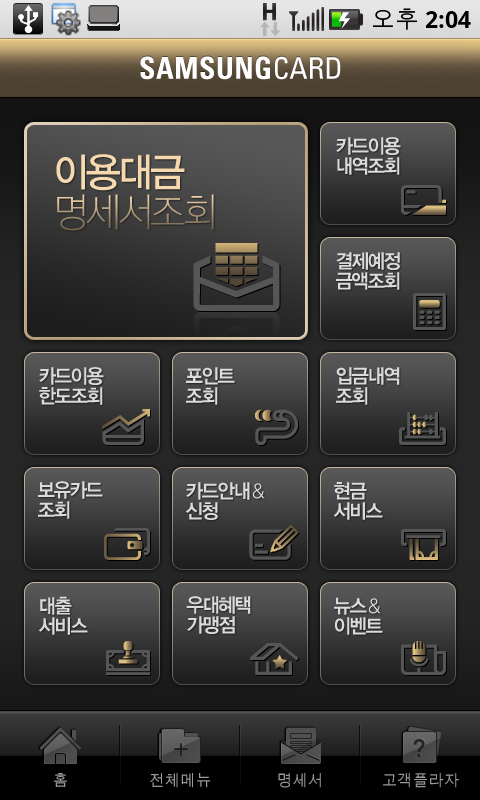 H
오후 2:04
SAMSUNGCARD
이용대금
명세서조회
카드이용
내역조회
결제예정
금액조회
카드이용
한도조회
포인트
조회
입금내역
조회
보유카드
조회
카드안내&
신청
현금
서비스
대출
서비스
우대혜택
가맹점
뉴스&
이벤트
홈
전체메뉴
명세서
고객플라자